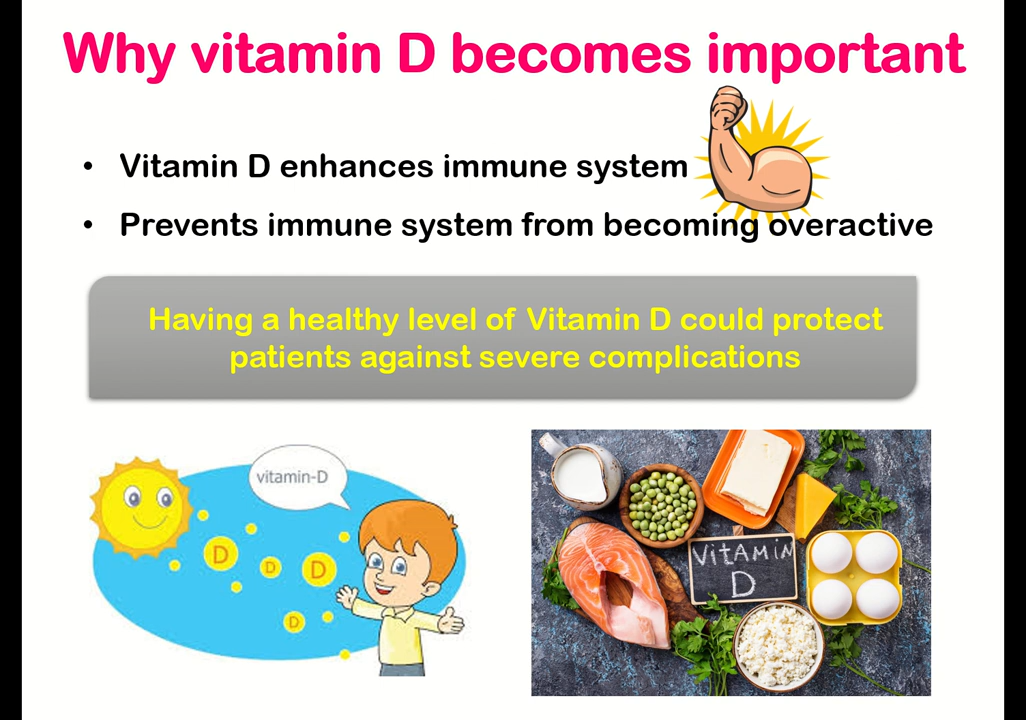 Why vitamin D becomes important
• Vitamin D enhances immune system
• Prevents immune system from becoming overactive
Having a healthy level of Vitamin D could protect
patients against severe complications
vitamin-D
D
D
D
D
VITAMIN
D